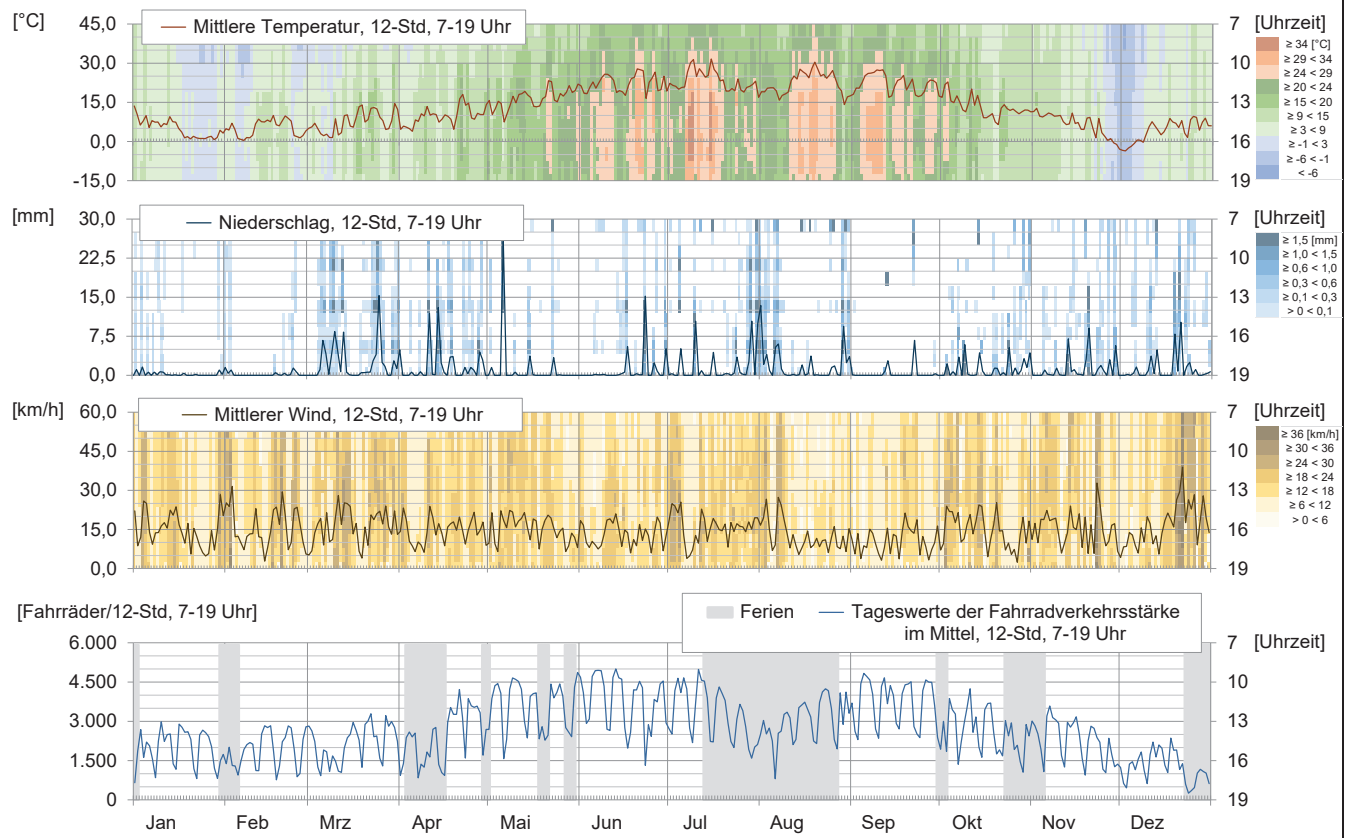 [°C]
45,0
30,0
15,0
0,0
-15,0
Mittlere Temperatur, 12-Std, 7-19 Uhr
7
10
13
16
19
[Uhrzeit]
≥ 34 [°C]
≥ 29 < 34
≥ 24 < 29
≥ 20 < 24
≥ 15 < 20
≥ 9 < 15
≥ 3 < 9
≥ -1 < 3
≥ -6 < -1
< -6
[mm]
30,0
22,5
15,0
7,5
0,0
Niederschlag, 12-Std, 7-19 Uhr
7
10
13
16
19
[Uhrzeit]
≥ 1,5 [mm]
≥ 1,0 < 1,5
≥ 0,6 < 1,0
≥ 0,3 < 0,6
≥ 0,1 < 0,3
> 0 < 0,1
[km/h]
60,0
45,0
30,0
15,0
0,0
Mittlerer Wind, 12-Std, 7-19 Uhr
7
10
13
16
19
[Uhrzeit]
≥ 36 [km/h]
≥ 30 < 36
≥ 24 < 30
≥ 18 < 24
≥ 12 < 18
≥ 6 < 12
> 0 < 6
[Fahrräder/12-Std, 7-19 Uhr]
Ferien
Tageswerte der Fahrradverkehrsstärke
im Mittel, 12-Std, 7-19 Uhr
6.000
4.500
3.000
1.500
0
7
10
13
16
19
[Uhrzeit]
Jan Feb Mrz Apr Mai Jun Jul Aug Sep Okt Nov Dez